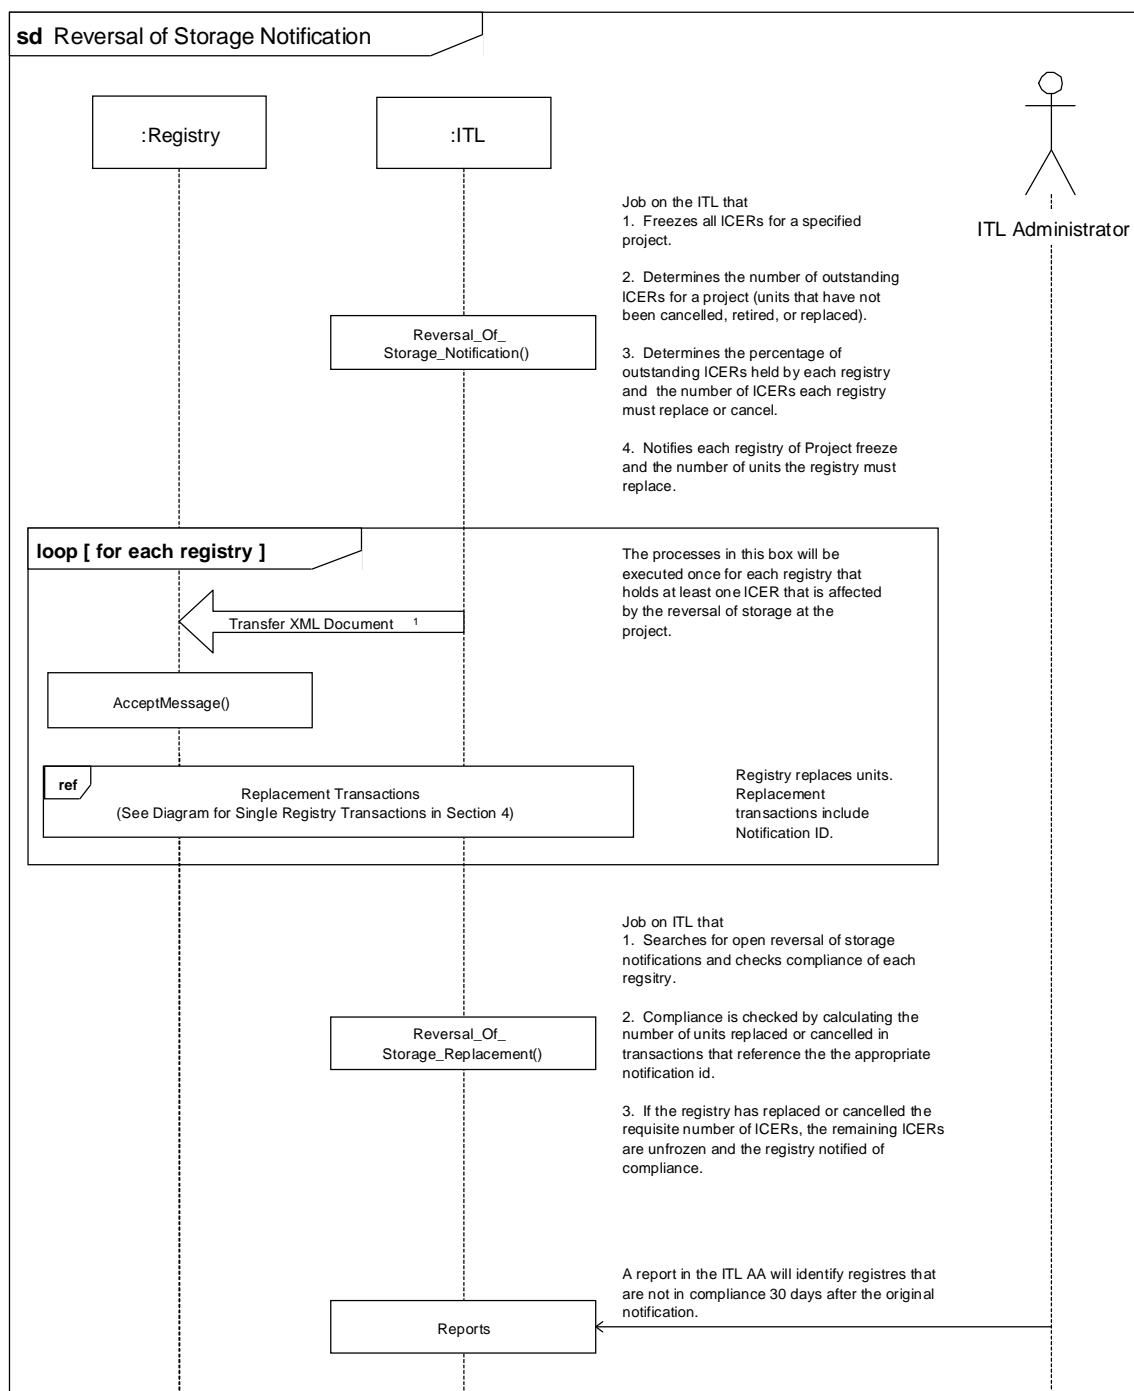 sd Reversal of Storage Notification
:Registry
:ITL
ITL Administrator
Job on the ITL that
1. Freezes all lCERs for a specified
project.
2. Determines the number of outstanding
lCERs for a project (units that have not
been cancelled, retired, or replaced).
Reversal_Of_
Storage_Notification()
3. Determines the percentage of
outstanding lCERs held by each registry
and the number of lCERs each registry
must replace or cancel.
4. Notifies each registry of Project freeze
and the number of units the registry must
replace.
loop [ for each registry ]
The processes in this box will be
executed once for each registry that
holds at least one lCER that is affected
by the reversal of storage at the
project.
Transfer XML Document 1
AcceptMessage()
ref
Replacement Transactions
(See Diagram for Single Registry Transactions in Section 4)
Registry replaces units.
Replacement
transactions include
Notification ID.
Job on ITL that
1. Searches for open reversal of storage
notifications and checks compliance of each
regsitry.
2. Compliance is checked by calculating the
number of units replaced or cancelled in
transactions that reference the the appropriate
notification id.
Reversal_Of_
Storage_Replacement()
3. If the registry has replaced or cancelled the
requisite number of lCERs, the remaining lCERs
are unfrozen and the registry notified of
compliance.
A report in the ITL AA will identify registres that
are not in compliance 30 days after the original
notification.
Reports